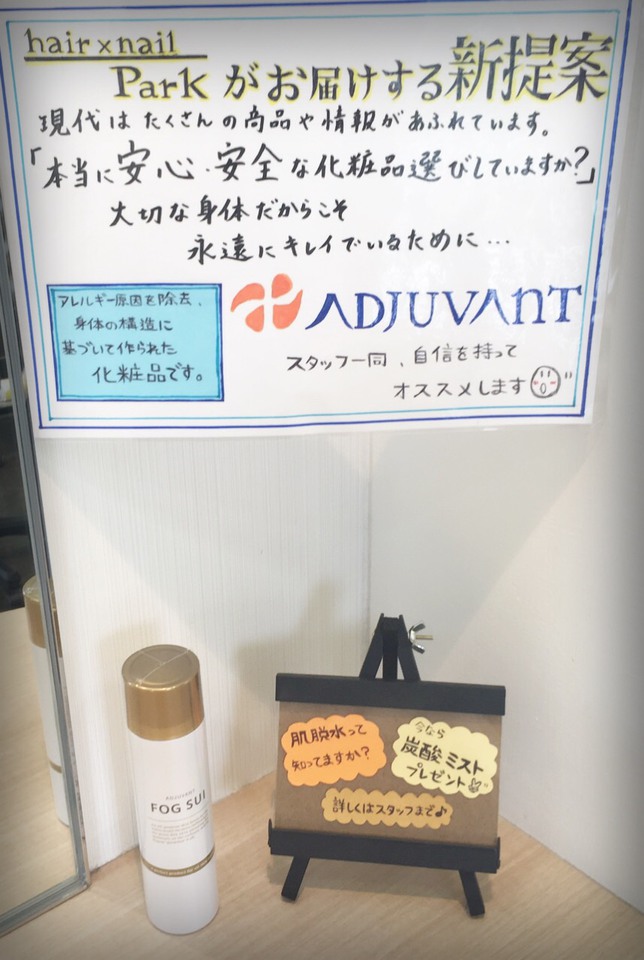 hair×nail
Park がお届けする新提案
現代はたくさんの商品や情報があふれています。
「本当に安心・安全な化粧品選びしていますか?」
大切な身体だからこそ
永遠にキレイでいるために…
アレルギー原因を除去、
身体の構造に
基づいて作られた
化粧品です。
ADJUVANT
スタッフ一同、自信を持って
オススメします
ADJUVANT
FOG SUI
肌脱水って
知ってますか?
今なら
炭酸ミスト
プレゼント
詳しくはスタッフまで♪